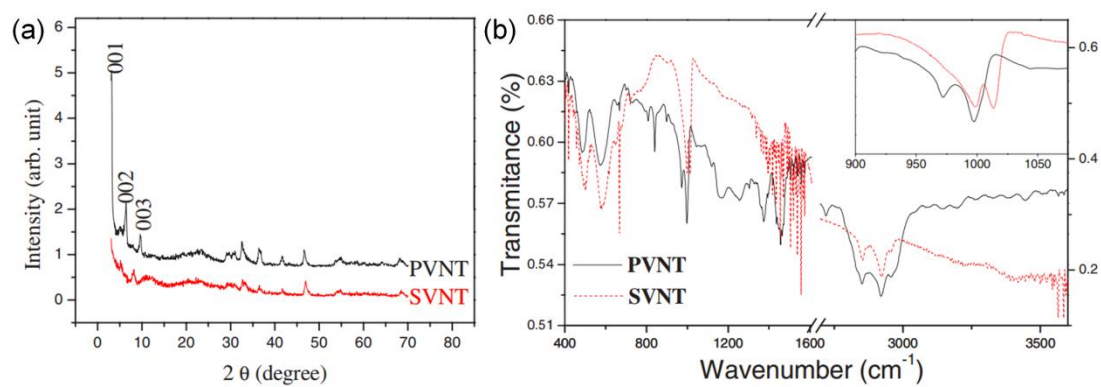 (a)
6
5
4
3
2
1
0
Intensity (arb. unit)
001
002
003
PVNT
SVNT
0 10 20 30 40 50 60 70 80
2 θ (degree)
(b)
0.66
0.63
0.60
0.57
0.54
0.51
Transmitance (%)
PVNT
SVNT
900 950 1000 1050
0.6
0.4
0.2
400 800 1200 1600 3000 3500
Wavenumber (cm⁻¹)